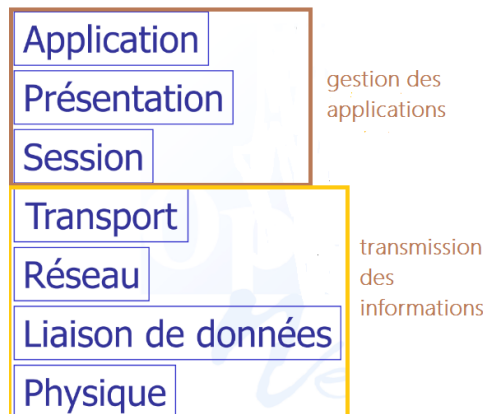 Application
Présentation
Session
gestion des
applications
Transport
Réseau
Liaison de données
Physique
transmission
des
informations